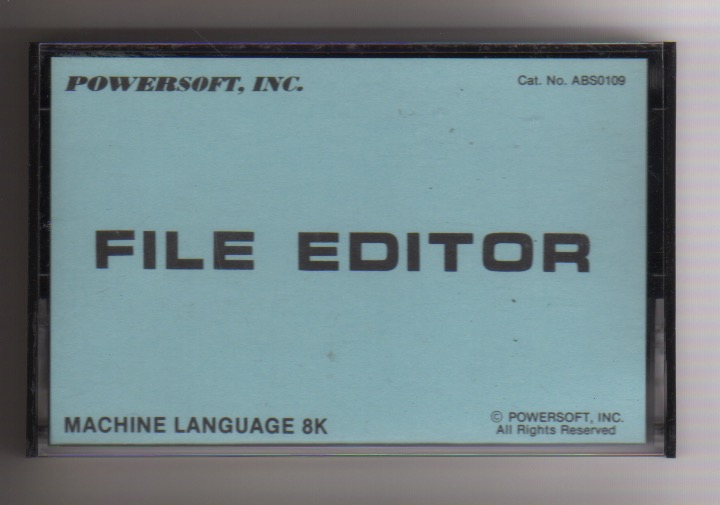 POWERSOFT, INC.
Cat. No. ABS0109
FILE EDITOR
MACHINE LANGUAGE 8K
© POWERSOFT, INC.
All Rights Reserved